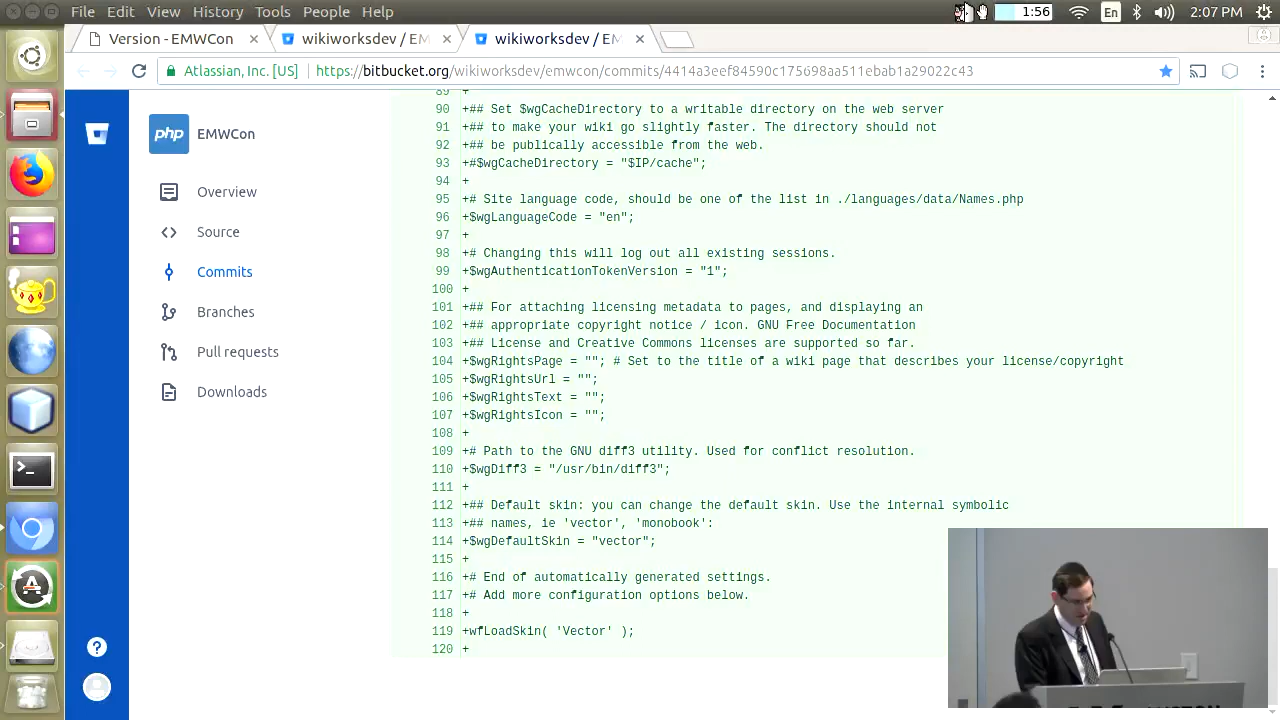 File Edit View History Tools People Help
1:56 En 2:07 PM
Version - EMWCon wikiworksdev / EM wikiworksdev / EM
Atlassian, Inc. [US] https://bitbucket.org/wikiworksdev/emwcon/commits/4414a3eef84590c175698aa511ebab1a29022c43
php EMWCon
Overview
Source
Commits
Branches
Pull requests
Downloads
89 +
90 +## Set $wgCacheDirectory to a writable directory on the web server
91 +## to make your wiki go slightly faster. The directory should not
92 +## be publically accessible from the web.
93 +#$wgCacheDirectory = "$IP/cache";
94 +
95 +# Site language code, should be one of the list in ./languages/data/Names.php
96 +$wgLanguageCode = "en";
97 +
98 +# Changing this will log out all existing sessions.
99 +$wgAuthenticationTokenVersion = "1";
100 +
101 +## For attaching licensing metadata to pages, and displaying an
102 +## appropriate copyright notice / icon. GNU Free Documentation
103 +## License and Creative Commons licenses are supported so far.
104 +$wgRightsPage = ""; # Set to the title of a wiki page that describes your license/copyright
105 +$wgRightsUrl = "";
106 +$wgRightsText = "";
107 +$wgRightsIcon = "";
108 +
109 +# Path to the GNU diff3 utility. Used for conflict resolution.
110 +$wgDiff3 = "/usr/bin/diff3";
111 +
112 +## Default skin: you can change the default skin. Use the internal symbolic
113 +## names, ie 'vector', 'monobook':
114 +$wgDefaultSkin = "vector";
115 +
116 +# End of automatically generated settings.
117 +# Add more configuration options below.
118 +
119 +wfLoadSkin( 'Vector' );
120 +